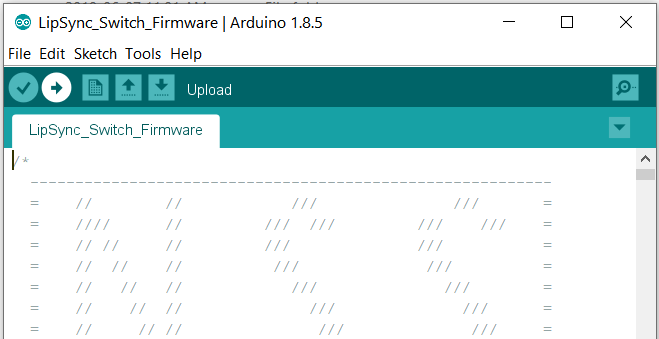 LipSync_Switch_Firmware | Arduino 1.8.5
File Edit Sketch Tools Help
Upload
LipSync_Switch_Firmware
/*
  ----------------------------------------------------------
  =    //        //            ///               ///       =
  =    ////      //         ///  ///         ///    ///    =
  =    // //     //         ///              ///           =
  =    //  //    //          ///              ///          =
  =    //   //   //            ///              ///        =
  =    //    //  //              ///              ///      =
  =    //     // //               ///              ///     =